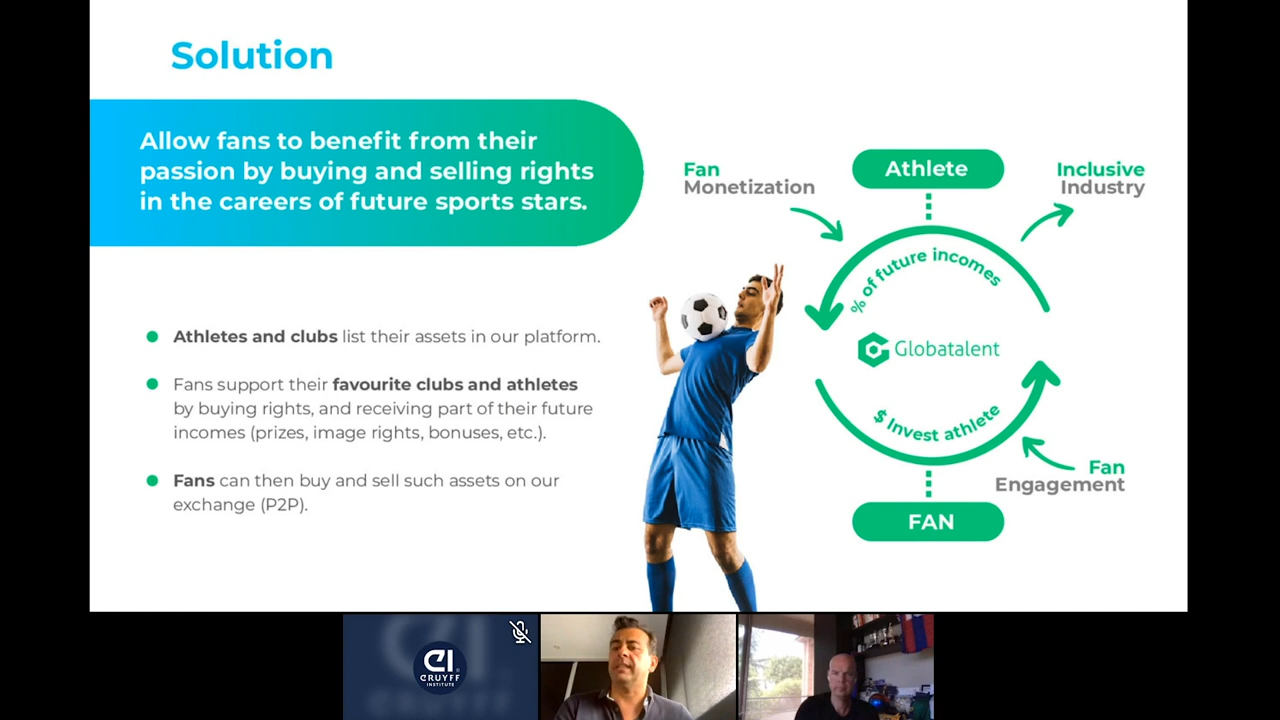 Solution
Allow fans to benefit from their
passion by buying and selling rights
in the careers of future sports stars.
Athletes and clubs list their assets in our platform.
Fans support their favourite clubs and athletes
by buying rights, and receiving part of their future
incomes (prizes, image rights, bonuses, etc.).
Fans can then buy and sell such assets on our
exchange (P2P).
Fan
Monetization
Athlete
Inclusive
Industry
% of future incomes
Globatalent
$ Invest athlete
Fan
Engagement
FAN
CI
CRUYFF
INSTITUTE
CRUYFF